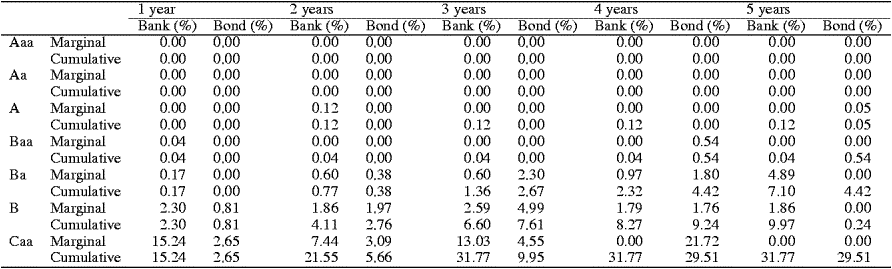 1 year 2 years 3 years 4 years 5 years
Bank (%) Bond (%) Bank (%) Bond (%) Bank (%) Bond (%) Bank (%) Bond (%) Bank (%) Bond (%)
Aaa Marginal 0.00 0,00 0.00 0.00 0.00 0,00 0.00 0.00 0.00 0.00
Cumulative 0.00 0,00 0.00 0,00 0.00 0,00 0.00 0.00 0.00 0.00
Aa Marginal 0.00 0,00 0.00 0,00 0.00 0,00 0.00 0.00 0.00 0.00
Cumulative 0.00 0,00 0.00 0,00 0.00 0,00 0.00 0.00 0.00 0.00
A Marginal 0.00 0,00 0.12 0,00 0.00 0,00 0.00 0.00 0.00 0.05
Cumulative 0.00 0,00 0.12 0,00 0.12 0,00 0.12 0.00 0.12 0.05
Baa Marginal 0.04 0,00 0.00 0,00 0.00 0,00 0.00 0.54 0.00 0.00
Cumulative 0.04 0,00 0.04 0,00 0.04 0,00 0.04 0.54 0.04 0.54
Ba Marginal 0.17 0,00 0.60 0,38 0.60 2,30 0.97 1.80 4.89 0.00
Cumulative 0.17 0,00 0.77 0,38 1.36 2,67 2.32 4.42 7.10 4.42
B Marginal 2.30 0,81 1.86 1,97 2.59 4,99 1.79 1.76 1.86 0.00
Cumulative 2.30 0,81 4.11 2,76 6.60 7,61 8.27 9.24 9.97 0.24
Caa Marginal 15.24 2,65 7.44 3,09 13.03 4,55 0.00 21.72 0.00 0.00
Cumulative 15.24 2,65 21.55 5,66 31.77 9,95 31.77 29.51 31.77 29.51